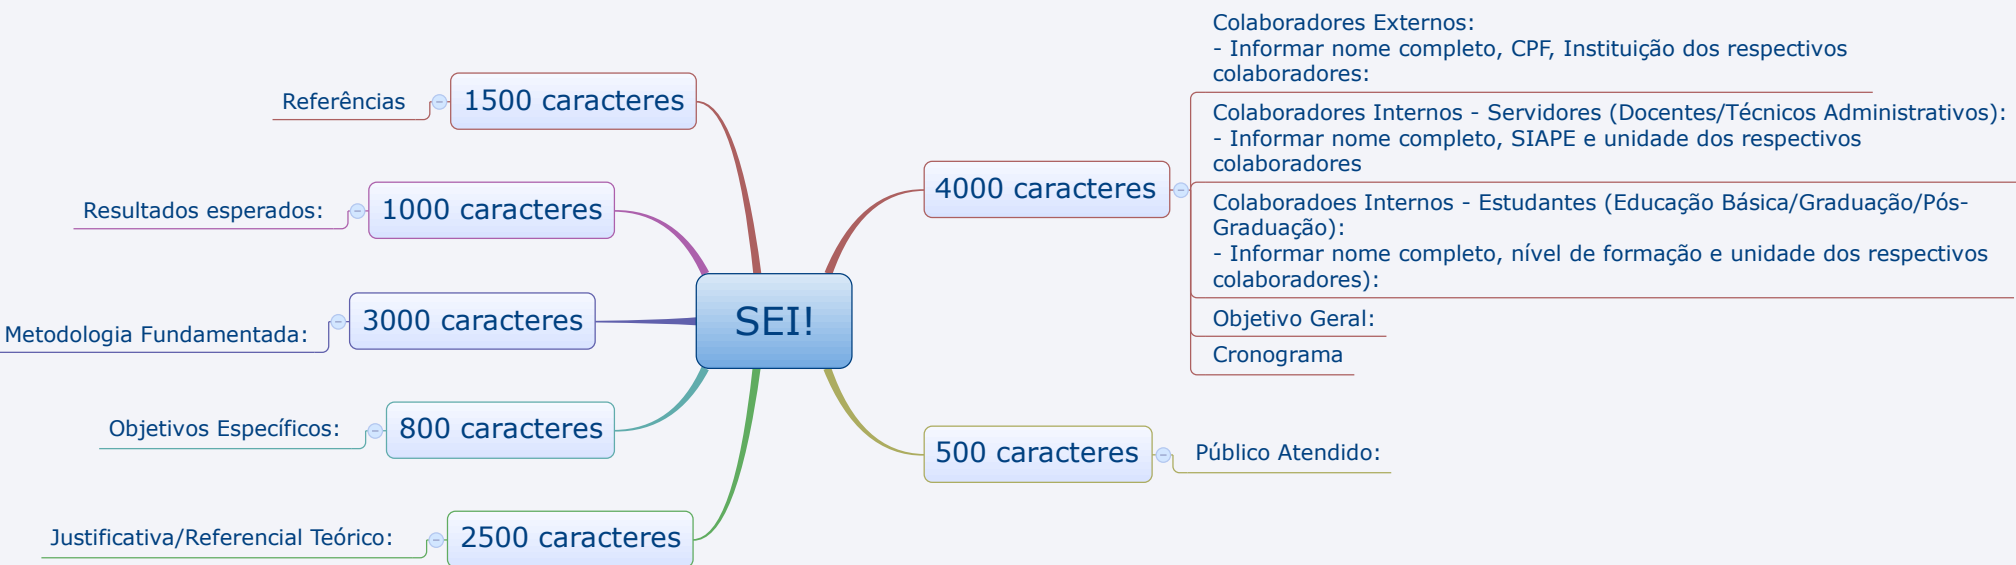 SEI!
4000 caracteres
Colaboradores Externos:
- Informar nome completo, CPF, Instituição dos respectivos
colaboradores:
Colaboradores Internos - Servidores (Docentes/Técnicos Administrativos):
- Informar nome completo, SIAPE e unidade dos respectivos
colaboradores
Colaboradoes Internos - Estudantes (Educação Básica/Graduação/Pós-
Graduação):
- Informar nome completo, nível de formação e unidade dos respectivos
colaboradores):
Objetivo Geral:
Cronograma
500 caracteres
Público Atendido:
2500 caracteres
Justificativa/Referencial Teórico:
800 caracteres
Objetivos Específicos:
3000 caracteres
Metodologia Fundamentada:
1000 caracteres
Resultados esperados:
1500 caracteres
Referências